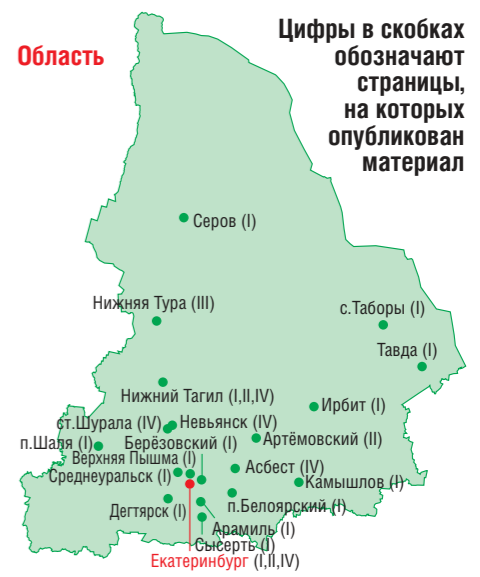 Область
Цифры в скобках
обозначают
страницы,
на которых
опубликован
материал
Серов (I)
Нижняя Тура (III)
с.Таборы (I)
Тавда (I)
Нижний Тагил (I,II,IV)
Ирбит (I)
ст.Шурала (IV)
Невьянск (IV)
п.Шаля (I)
Берёзовский (I)
Артёмовский (II)
Верхняя Пышма (I)
Асбест (IV)
Среднеуральск (I)
Камышлов (I)
п.Белоярский (I)
Дегтярск (I)
Арамиль (I)
Сысерть (I)
Екатеринбург (I,II,IV)